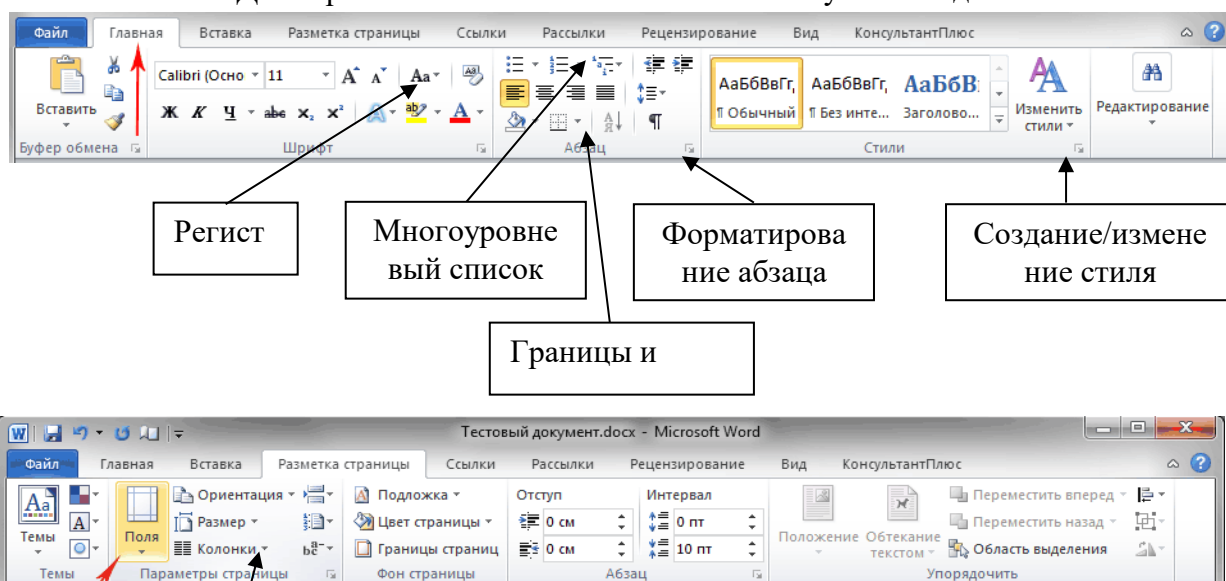 Файл Главная Вставка Разметка страницы Ссылки Рассылки Рецензирование Вид КонсультантПлюс
Calibri (Осно 11 Aa
АаБбВвГг, АаБбВвГг, АаБбВ
Вставить
Ж К Ч abc x₂ x² ab A
¶ Обычный ¶ Без инте... Заголово...
Изменить стили
Редактирование
Буфер обмена Шрифт Абзац Стили
Регист
Многоуровне
вый список
Форматирова
ние абзаца
Создание/измене
ние стиля
Границы и
Тестовый документ.docx - Microsoft Word
Файл Главная Вставка Разметка страницы Ссылки Рассылки Рецензирование Вид КонсультантПлюс
Ориентация Подложка Отступ Интервал Переместить вперед
Темы Поля Размер Цвет страницы 0 см 0 пт Положение Обтекание текстом Переместить назад
Колонки Границы страниц 0 см 10 пт Область выделения
Темы Параметры страницы Фон страницы Абзац Упорядочить